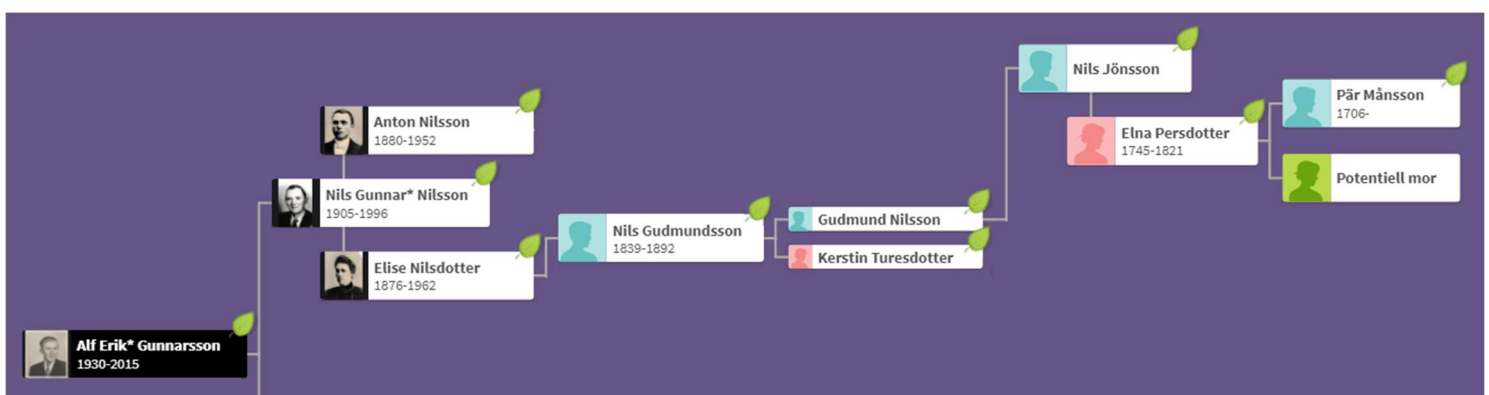 Nils Jönsson
Pär Månsson
1706-
Anton Nilsson
1880-1952
Elna Persdotter
1745-1821
Potentiell mor
Nils Gunnar* Nilsson
1905-1996
Gudmund Nilsson
Nils Gudmundsson
1839-1892
Kerstin Turesdotter
Elise Nilsdotter
1876-1962
Alf Erik* Gunnarsson
1930-2015